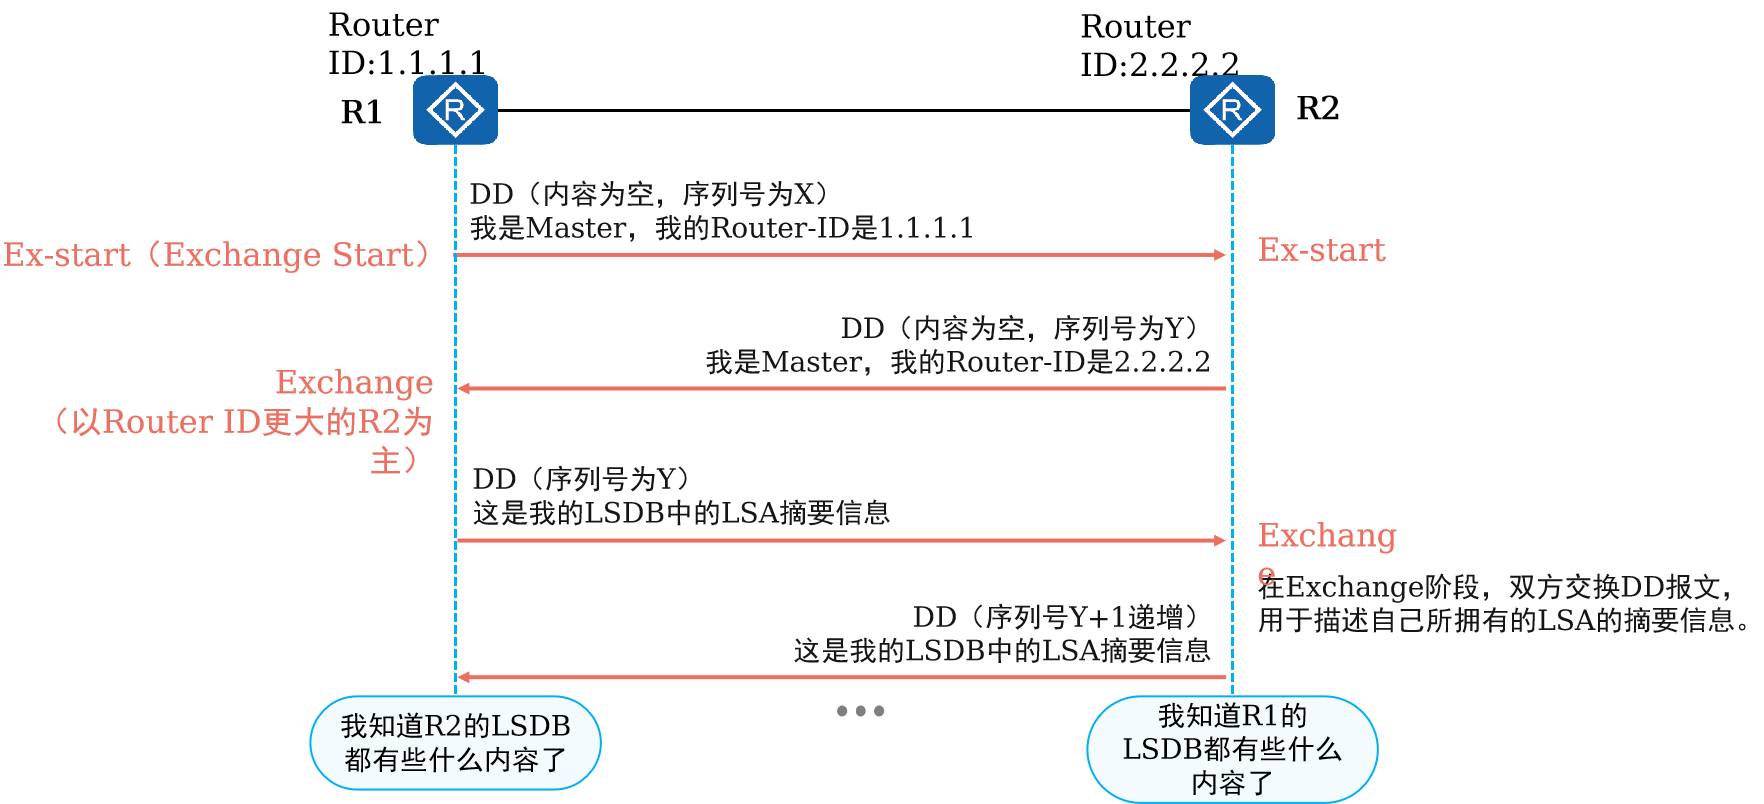 Router
ID:1.1.1.1
Router
ID:2.2.2.2
R1
R
R
R2
DD（内容为空，序列号为X）
我是Master，我的Router-ID是1.1.1.1
Ex-start（Exchange Start）
Ex-start
DD（内容为空，序列号为Y）
我是Master，我的Router-ID是2.2.2.2
Exchange
（以Router ID更大的R2为
主）
DD（序列号为Y）
这是我的LSDB中的LSA摘要信息
Exchang
e
在Exchange阶段，双方交换DD报文，
用于描述自己所拥有的LSA的摘要信息。
DD（序列号Y+1递增）
这是我的LSDB中的LSA摘要信息
我知道R2的LSDB
都有些什么内容了
我知道R1的
LSDB都有些什么
内容了